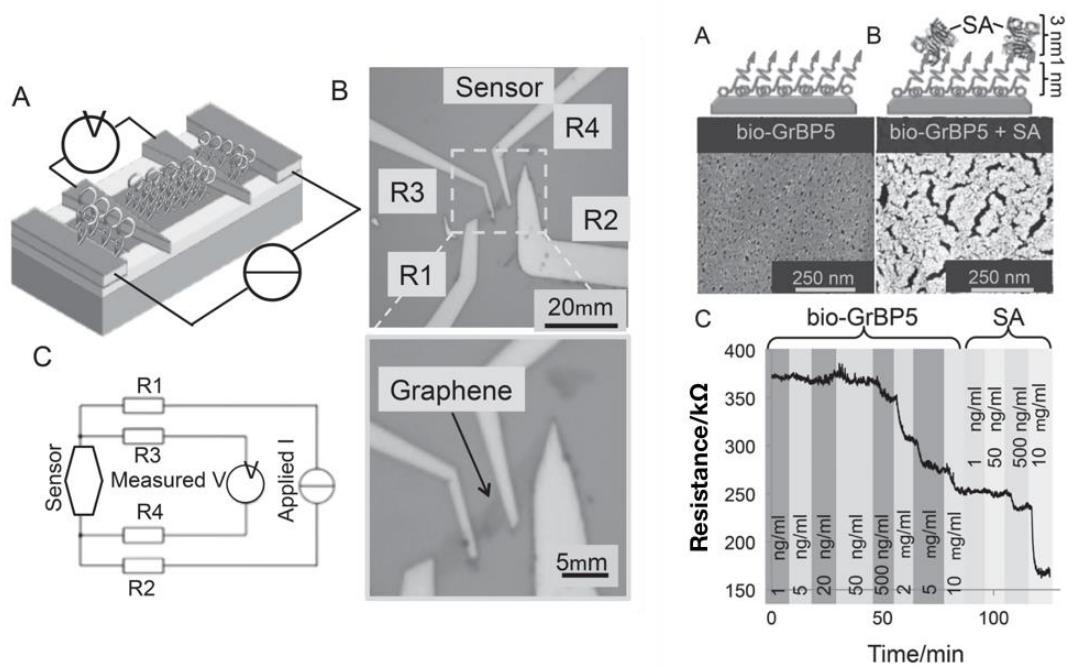 A
V
B
Sensor
R4
R3
R2
R1
20mm
Graphene
5mm
C
R1
R3
Sensor
Measured V
V
Applied I
R4
R2
A
B
SA
3 nm
1 nm
bio-GrBP5
bio-GrBP5 + SA
250 nm
250 nm
C
bio-GrBP5
SA
Resistance/kΩ
400
350
300
250
200
150
1 ng/ml
5 ng/ml
20 ng/ml
50 ng/ml
500 ng/ml
2 mg/ml
5 mg/ml
10 mg/ml
1 ng/ml
50 ng/ml
500 ng/ml
10 mg/ml
0
50
100
Time/min